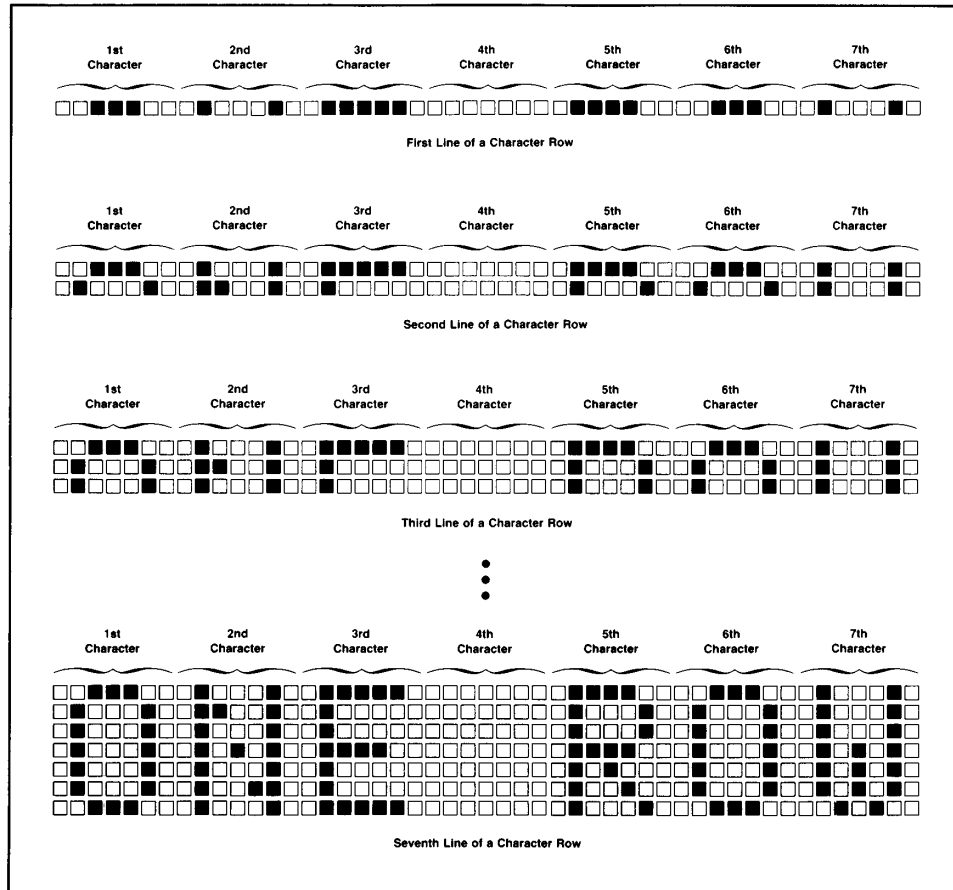 1st 2nd 3rd 4th 5th 6th 7th
Character Character Character Character Character Character Character
First Line of a Character Row
1st 2nd 3rd 4th 5th 6th 7th
Character Character Character Character Character Character Character
Second Line of a Character Row
1st 2nd 3rd 4th 5th 6th 7th
Character Character Character Character Character Character Character
Third Line of a Character Row
1st 2nd 3rd 4th 5th 6th 7th
Character Character Character Character Character Character Character
ONE ROW
Seventh Line of a Character Row